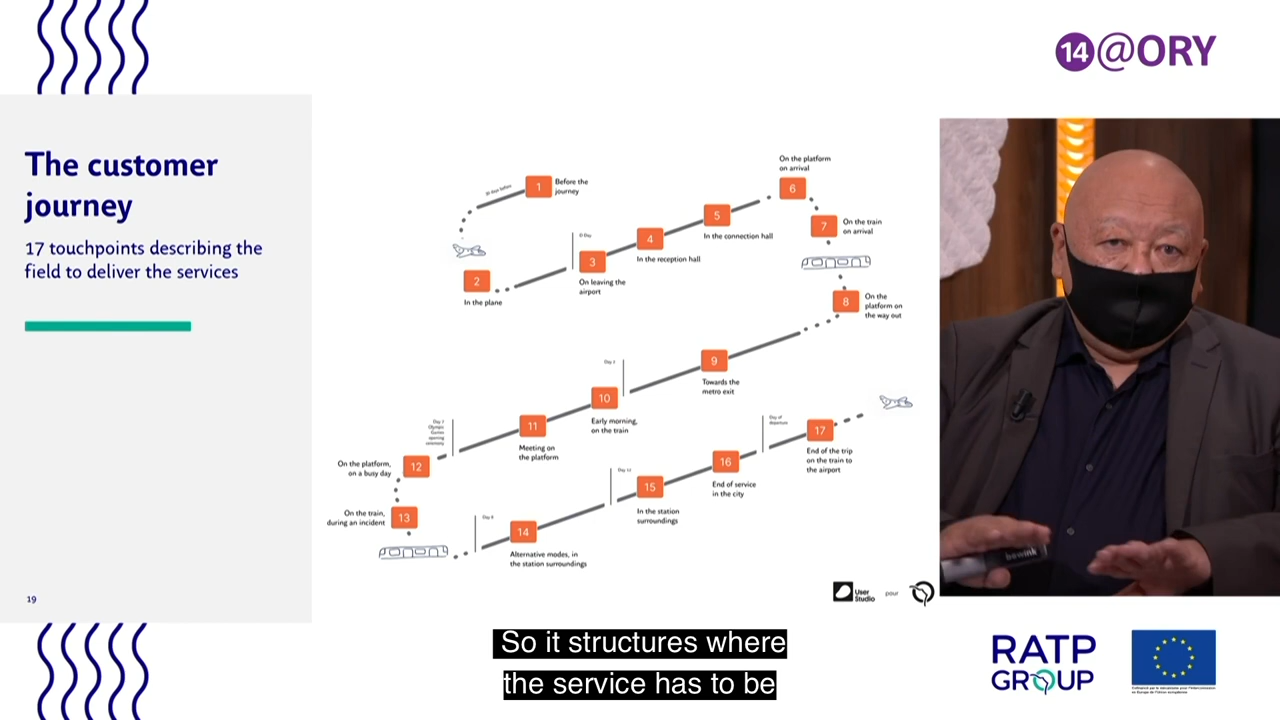 14@ORY
The customer
journey
17 touchpoints describing the
field to deliver the services
19
1
Before the
journey
2
In the plane
3
On leaving the
airport
4
In the reception hall
5
In the connection hall
On the platform
on arrival
6
7
On the train
on arrival
8
On the
platform on
the way out
9
Towards the
metro exit
10
Early morning,
on the train
11
Meeting on
the platform
On the platform,
on a busy day
12
On the train,
during an incident
13
14
Alternative modes, in
the station surroundings
15
In the station
surroundings
16
End of service
in the city
Day of
departure
17
End of the trip
on the train to
the airport
User
Studio
pour
bewink
So it structures where
the service has to be
RATP
GROUP